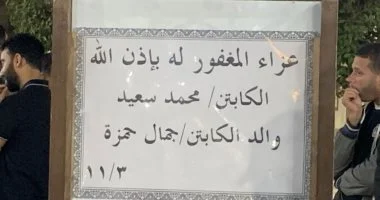 عزاء المغفور له بإذن الله
الكابتن/ محمد سعيد
والد الكابتن/جمال حمزة
١١/٣